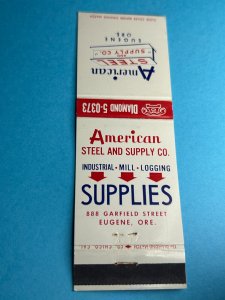 American
STEEL
AND
SUPPLY CO.
EUGENE
ORE
DIAMOND 5-0373
American
STEEL AND SUPPLY CO.
INDUSTRIAL • MILL • LOGGING
SUPPLIES
888 GARFIELD STREET
EUGENE, ORE.